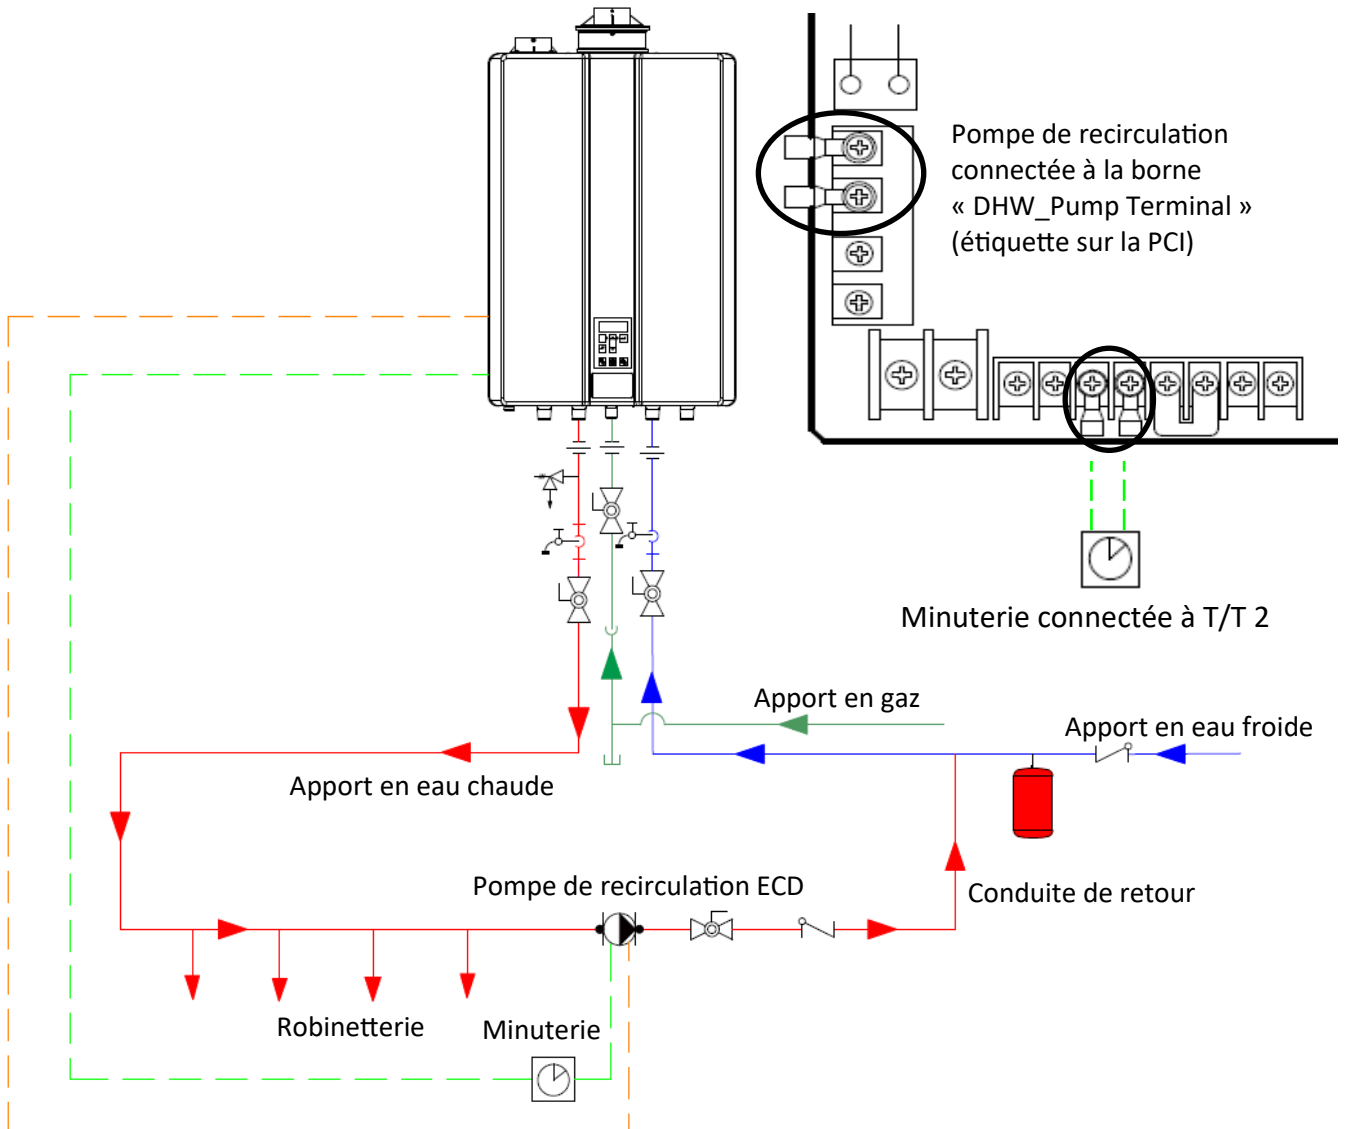 Pompe de recirculation
connectée à la borne
« DHW_Pump Terminal »
(étiquette sur la PCI)
Minuterie connectée à T/T 2
Apport en gaz
Apport en eau froide
Apport en eau chaude
Pompe de recirculation ECD
Conduite de retour
Robinetterie
Minuterie